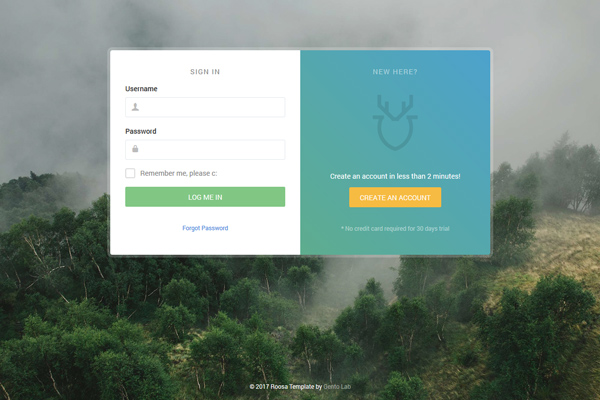 SIGN IN
Username
Password
Remember me, please c:
LOG ME IN
Forgot Password
NEW HERE?
Create an account in less than 2 minutes!
CREATE AN ACCOUNT
* No credit card required for 30 days trial
© 2017 Roosa Template by Grinto Lab